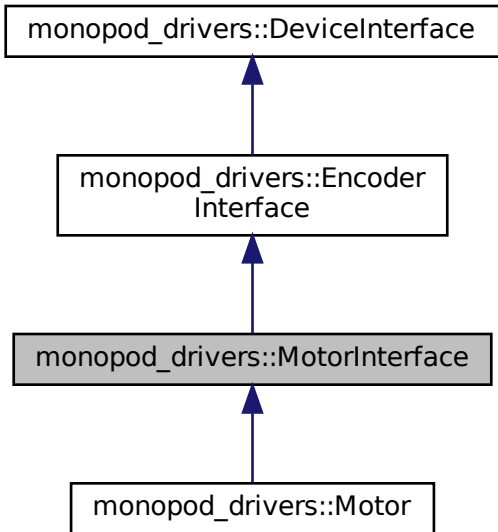 monopod_drivers::DeviceInterface
monopod_drivers::Encoder
Interface
monopod_drivers::MotorInterface
monopod_drivers::Motor